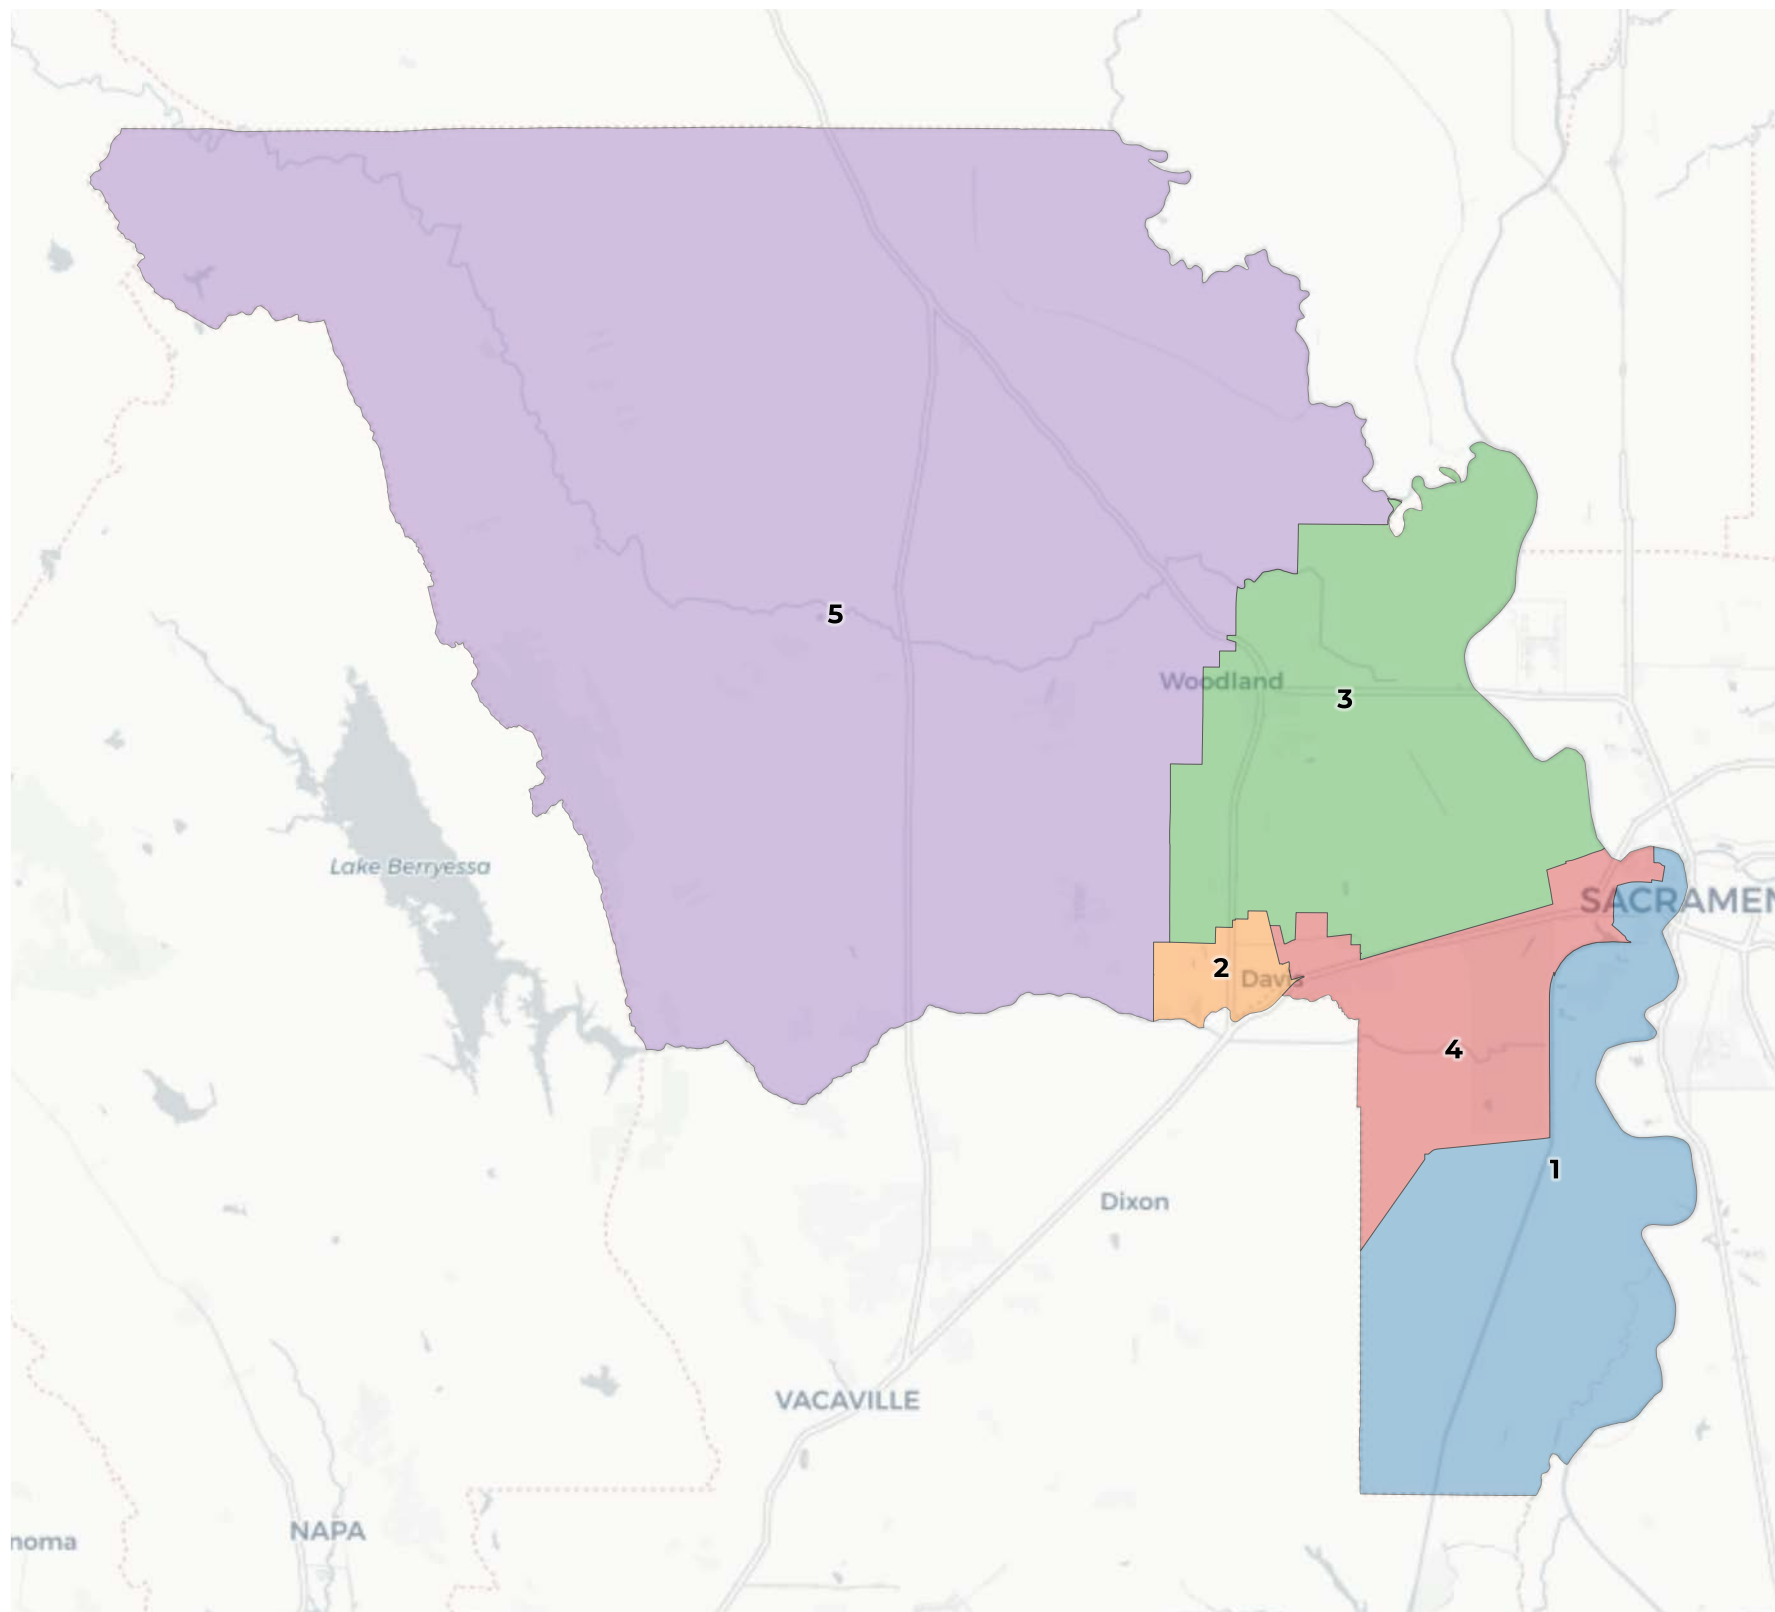 5
Woodland
3
Lake Berryessa
SACRAMEN
2
Davis
4
1
Dixon
VACAVILLE
NAPA
noma